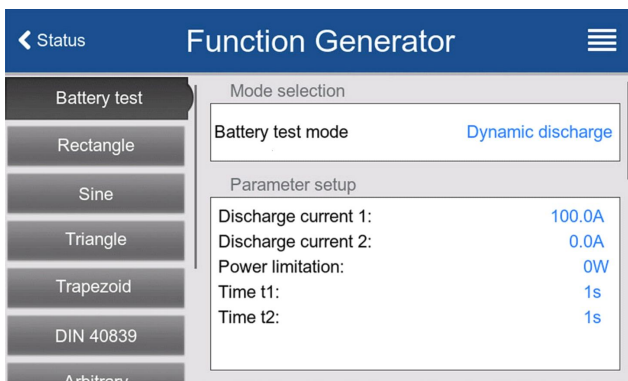 Status
Function Generator
Battery test
Rectangle
Sine
Triangle
Trapezoid
DIN 40839
Arbitrary
Mode selection
Battery test mode Dynamic discharge
Parameter setup
Discharge current 1: 100.0A
Discharge current 2: 0.0A
Power limitation: 0W
Time t1: 1s
Time t2: 1s